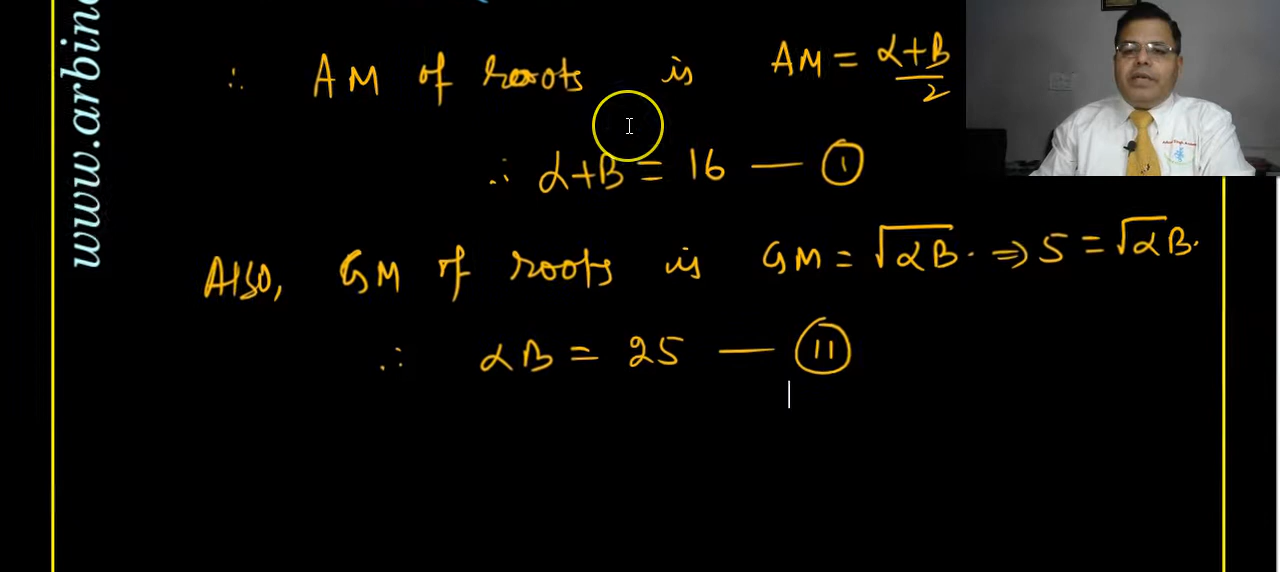 www.arbind
∴ AM of roots is AM = α+β/2
∴ α+β = 16 — ①
Also, GM of roots is GM = √αβ. ⇒ 5 = √αβ.
∴ αβ = 25 — ⑪